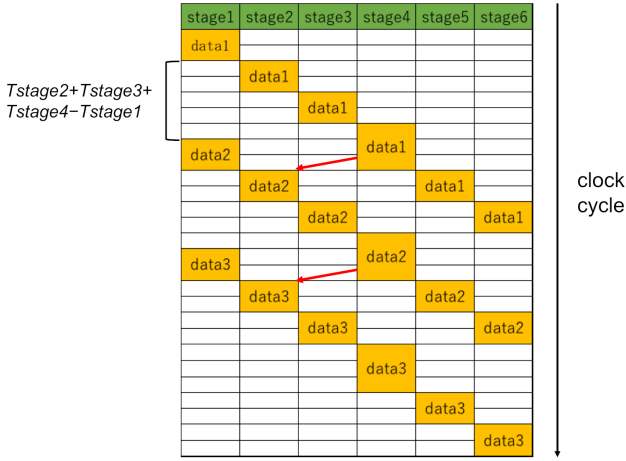 stage1 stage2 stage3 stage4 stage5 stage6
data1
data1
Tstage2+Tstage3+
Tstage4−Tstage1
data1
data1
data2
data2 data1
data2 data1
data2
data3
data3 data2
data3 data2
data3
data3
data3
clock
cycle